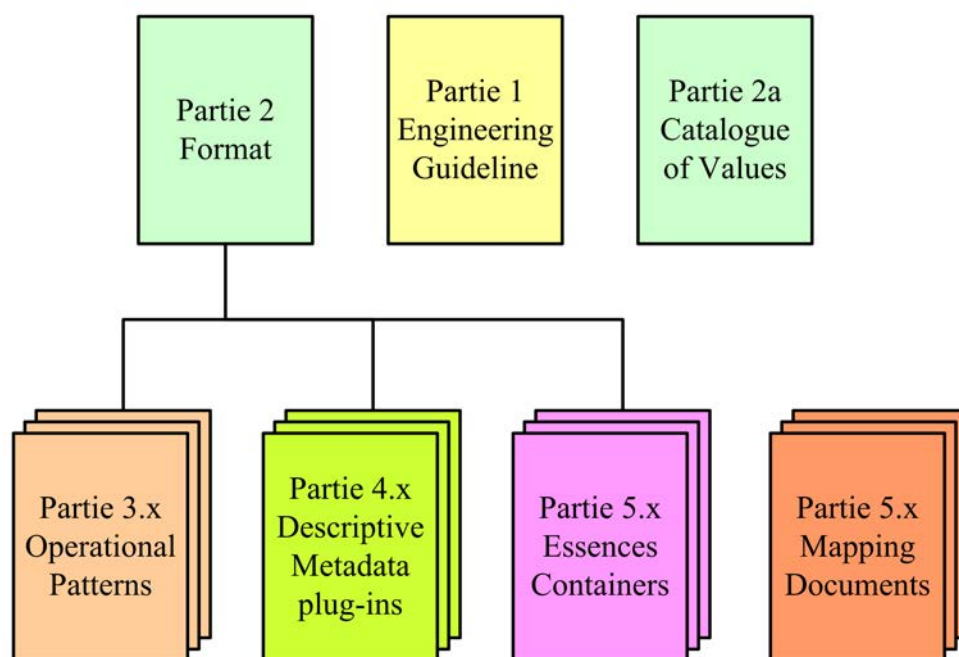 Partie 2
Format
Partie 1
Engineering
Guideline
Partie 2a
Catalogue
of Values
Partie 3.x
Operational
Patterns
Partie 4.x
Descriptive
Metadata
plug-ins
Partie 5.x
Essences
Containers
Partie 5.x
Mapping
Documents